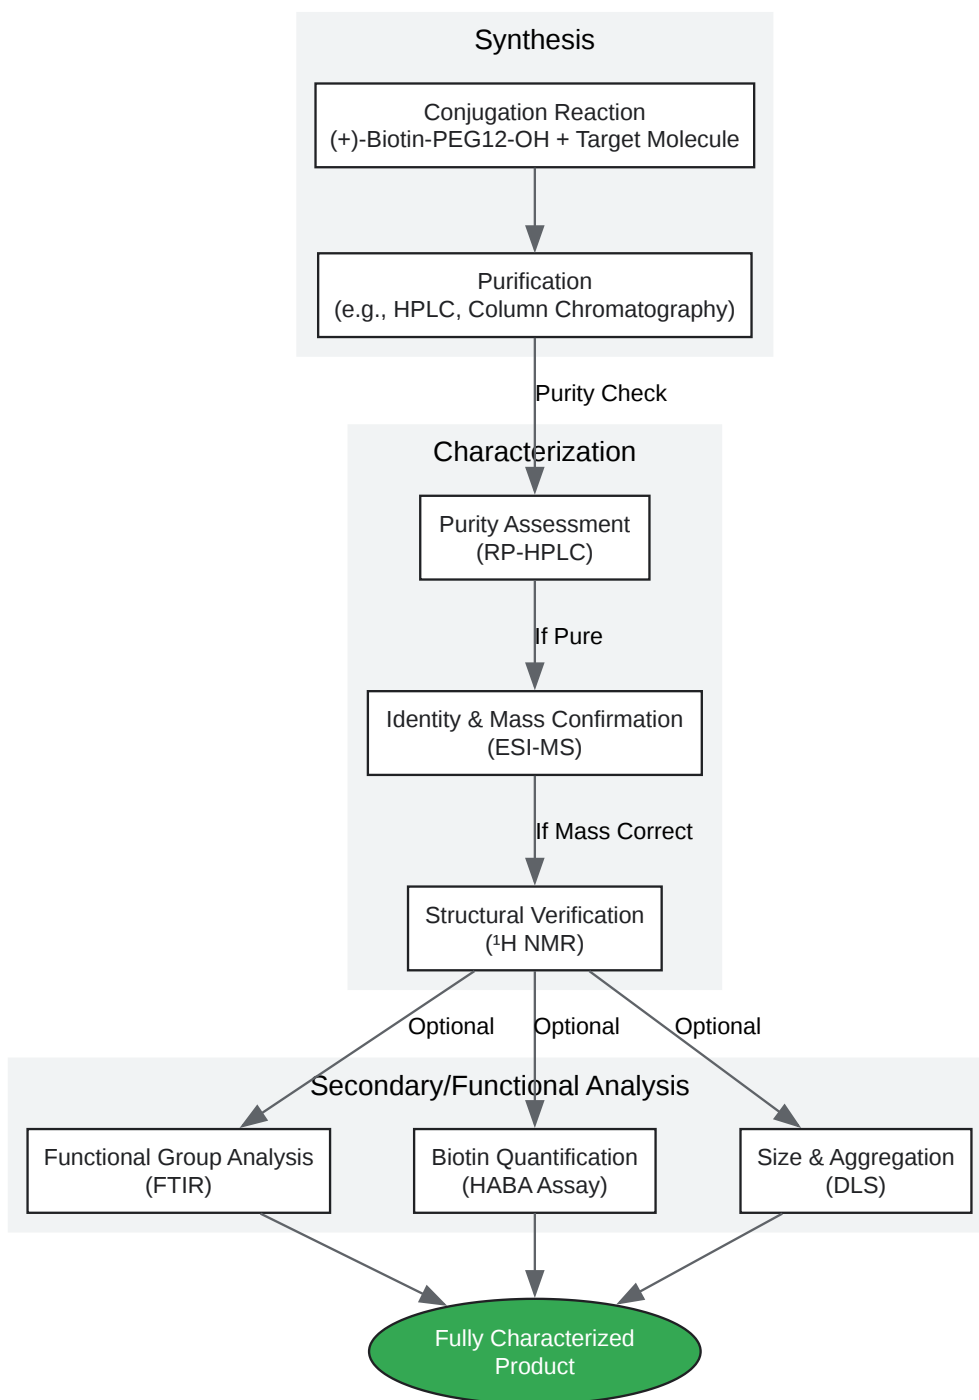 Synthesis
Conjugation Reaction
(+)-Biotin-PEG12-OH + Target Molecule
Purification
(e.g., HPLC, Column Chromatography)
Purity Check
Characterization
Purity Assessment
(RP-HPLC)
If Pure
Identity & Mass Confirmation
(ESI-MS)
If Mass Correct
Structural Verification
(¹H NMR)
Optional
Optional
Optional
Secondary/Functional Analysis
Functional Group Analysis
(FTIR)
Biotin Quantification
(HABA Assay)
Size & Aggregation
(DLS)
Fully Characterized
Product